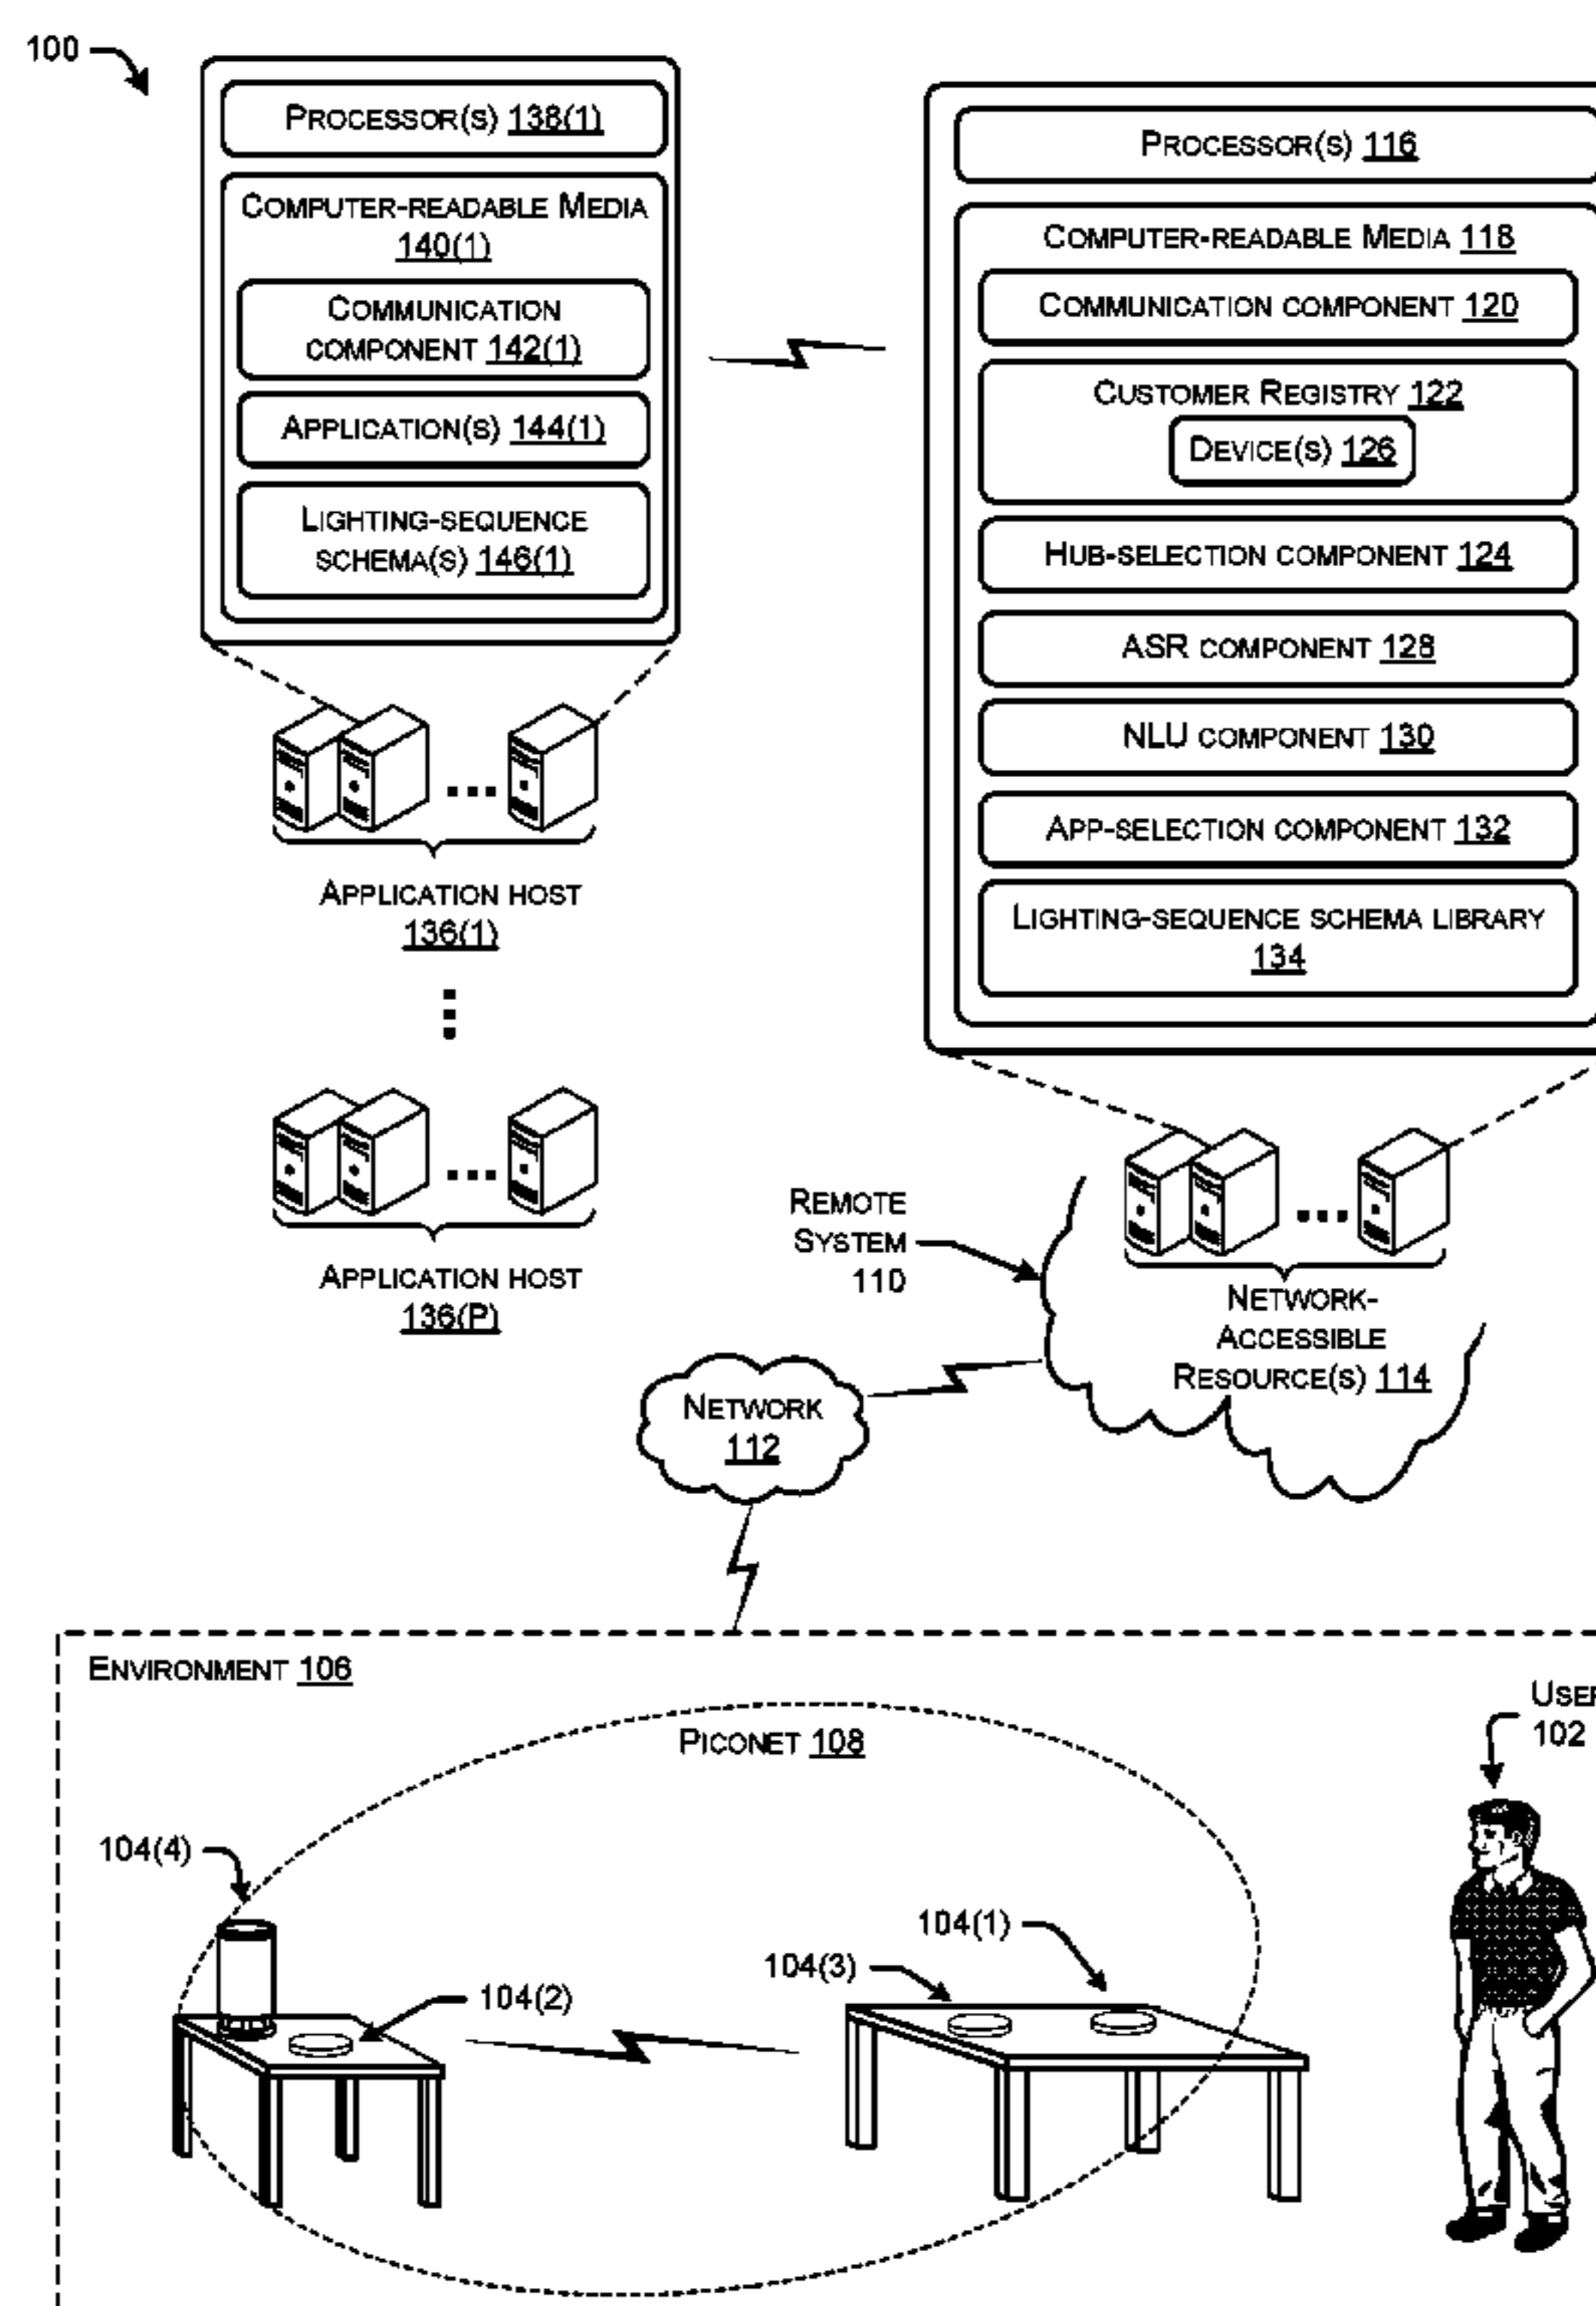 100
PROCESSOR(S) 138(1)
COMPUTER-READABLE MEDIA
140(1)
COMMUNICATION
COMPONENT 142(1)
APPLICATION(S) 144(1)
LIGHTING-SEQUENCE
SCHEMA(S) 146(1)
APPLICATION HOST
136(1)
APPLICATION HOST
136(P)
PROCESSOR(S) 116
COMPUTER-READABLE MEDIA 118
COMMUNICATION COMPONENT 120
CUSTOMER REGISTRY 122
DEVICE(S) 126
HUB-SELECTION COMPONENT 124
ASR COMPONENT 128
NLU COMPONENT 130
APP-SELECTION COMPONENT 132
LIGHTING-SEQUENCE SCHEMA LIBRARY
134
REMOTE
SYSTEM
110
NETWORK-
ACCESSIBLE
RESOURCE(S) 114
NETWORK
112
ENVIRONMENT 106
PICONET 108
USER
102
104(4)
104(2)
104(3)
104(1)